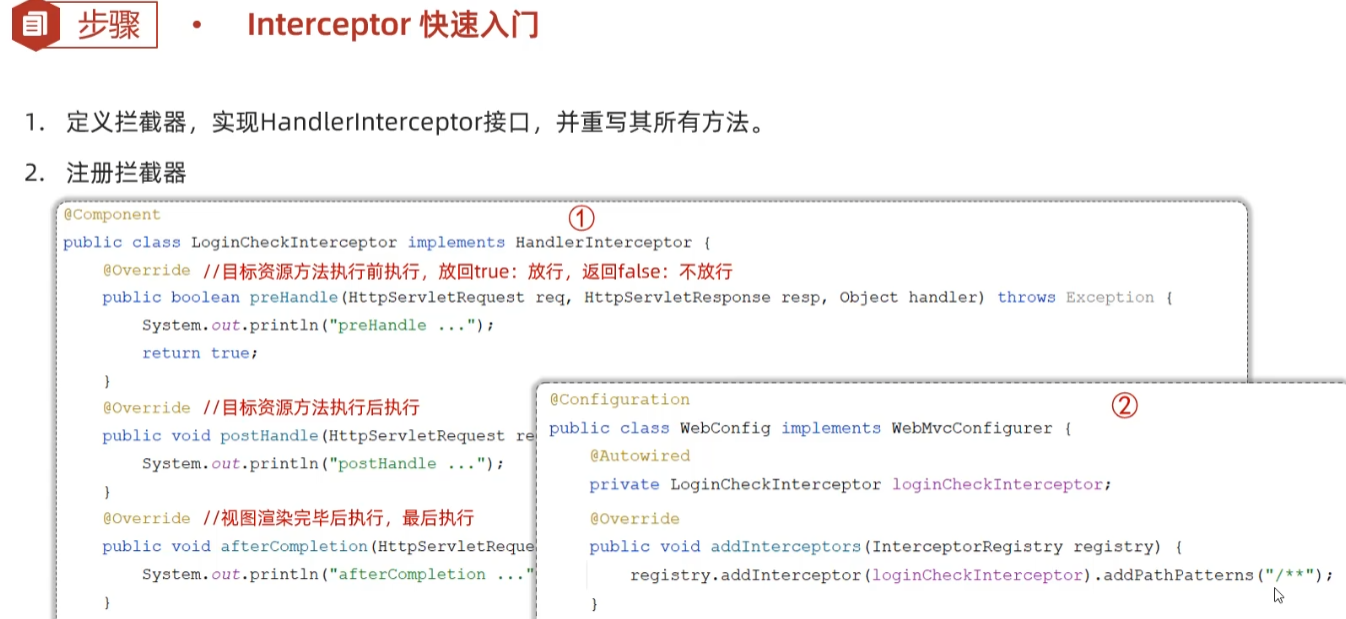 步骤 • Interceptor 快速入门
1. 定义拦截器，实现HandlerInterceptor接口，并重写其所有方法。
2. 注册拦截器
①
@Component
public class LoginCheckInterceptor implements HandlerInterceptor {
@Override //目标资源方法执行前执行，放回true：放行，返回false：不放行
public boolean preHandle(HttpServletRequest req, HttpServletResponse resp, Object handler) throws Exception {
System.out.println("preHandle ...");
return true;
}
@Override //目标资源方法执行后执行
public void postHandle(HttpServletRequest re
System.out.println("postHandle ...");
}
@Override //视图渲染完毕后执行，最后执行
public void afterCompletion(HttpServletReque
System.out.println("afterCompletion ..."
}
②
@Configuration
public class WebConfig implements WebMvcConfigurer {
@Autowired
private LoginCheckInterceptor loginCheckInterceptor;
@Override
public void addInterceptors(InterceptorRegistry registry) {
registry.addInterceptor(loginCheckInterceptor).addPathPatterns("/**");
}